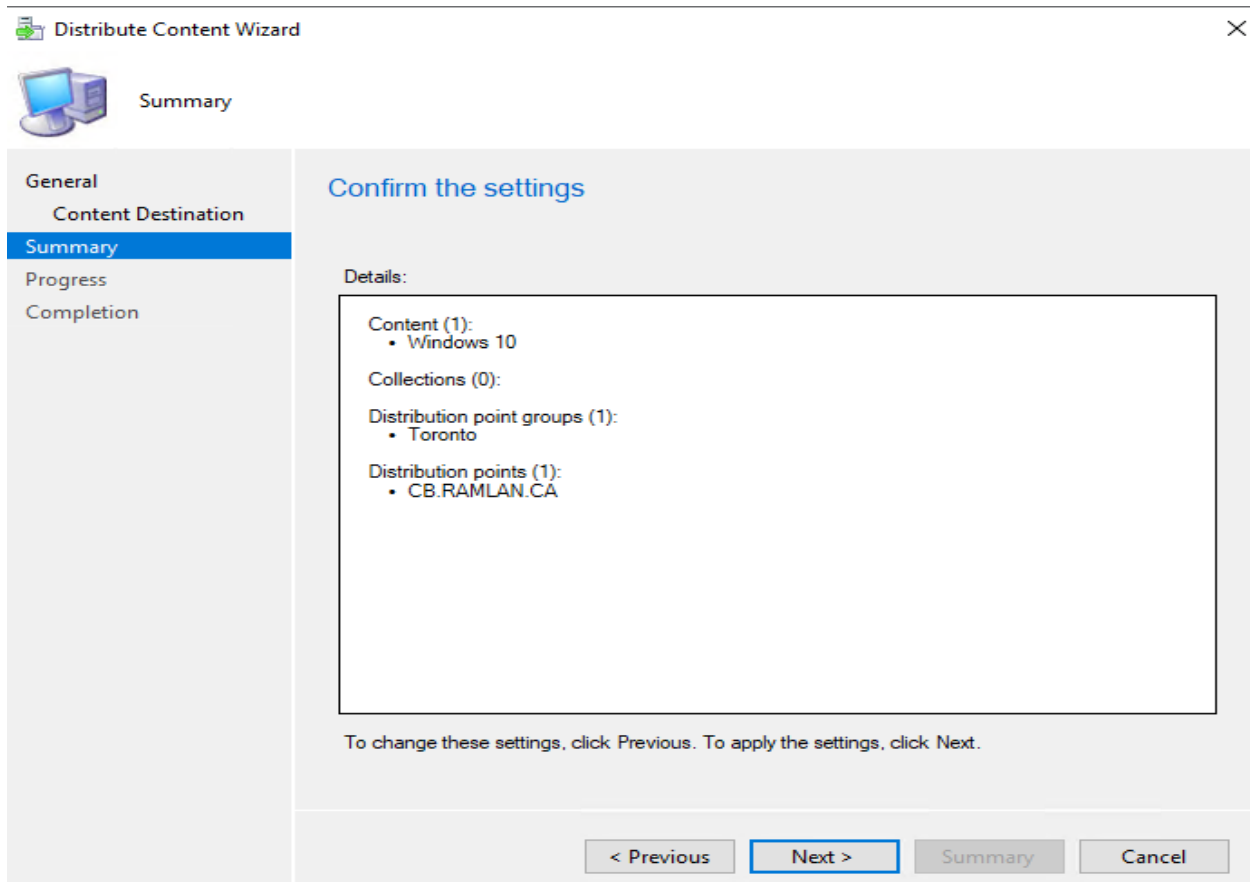 Distribute Content Wizard
Summary
General
Content Destination
Summary
Progress
Completion
Confirm the settings
Details:
Content (1):
• Windows 10
Collections (0):
Distribution point groups (1):
• Toronto
Distribution points (1):
• CB.RAMLAN.CA
To change these settings, click Previous. To apply the settings, click Next.
< Previous
Next >
Summary
Cancel